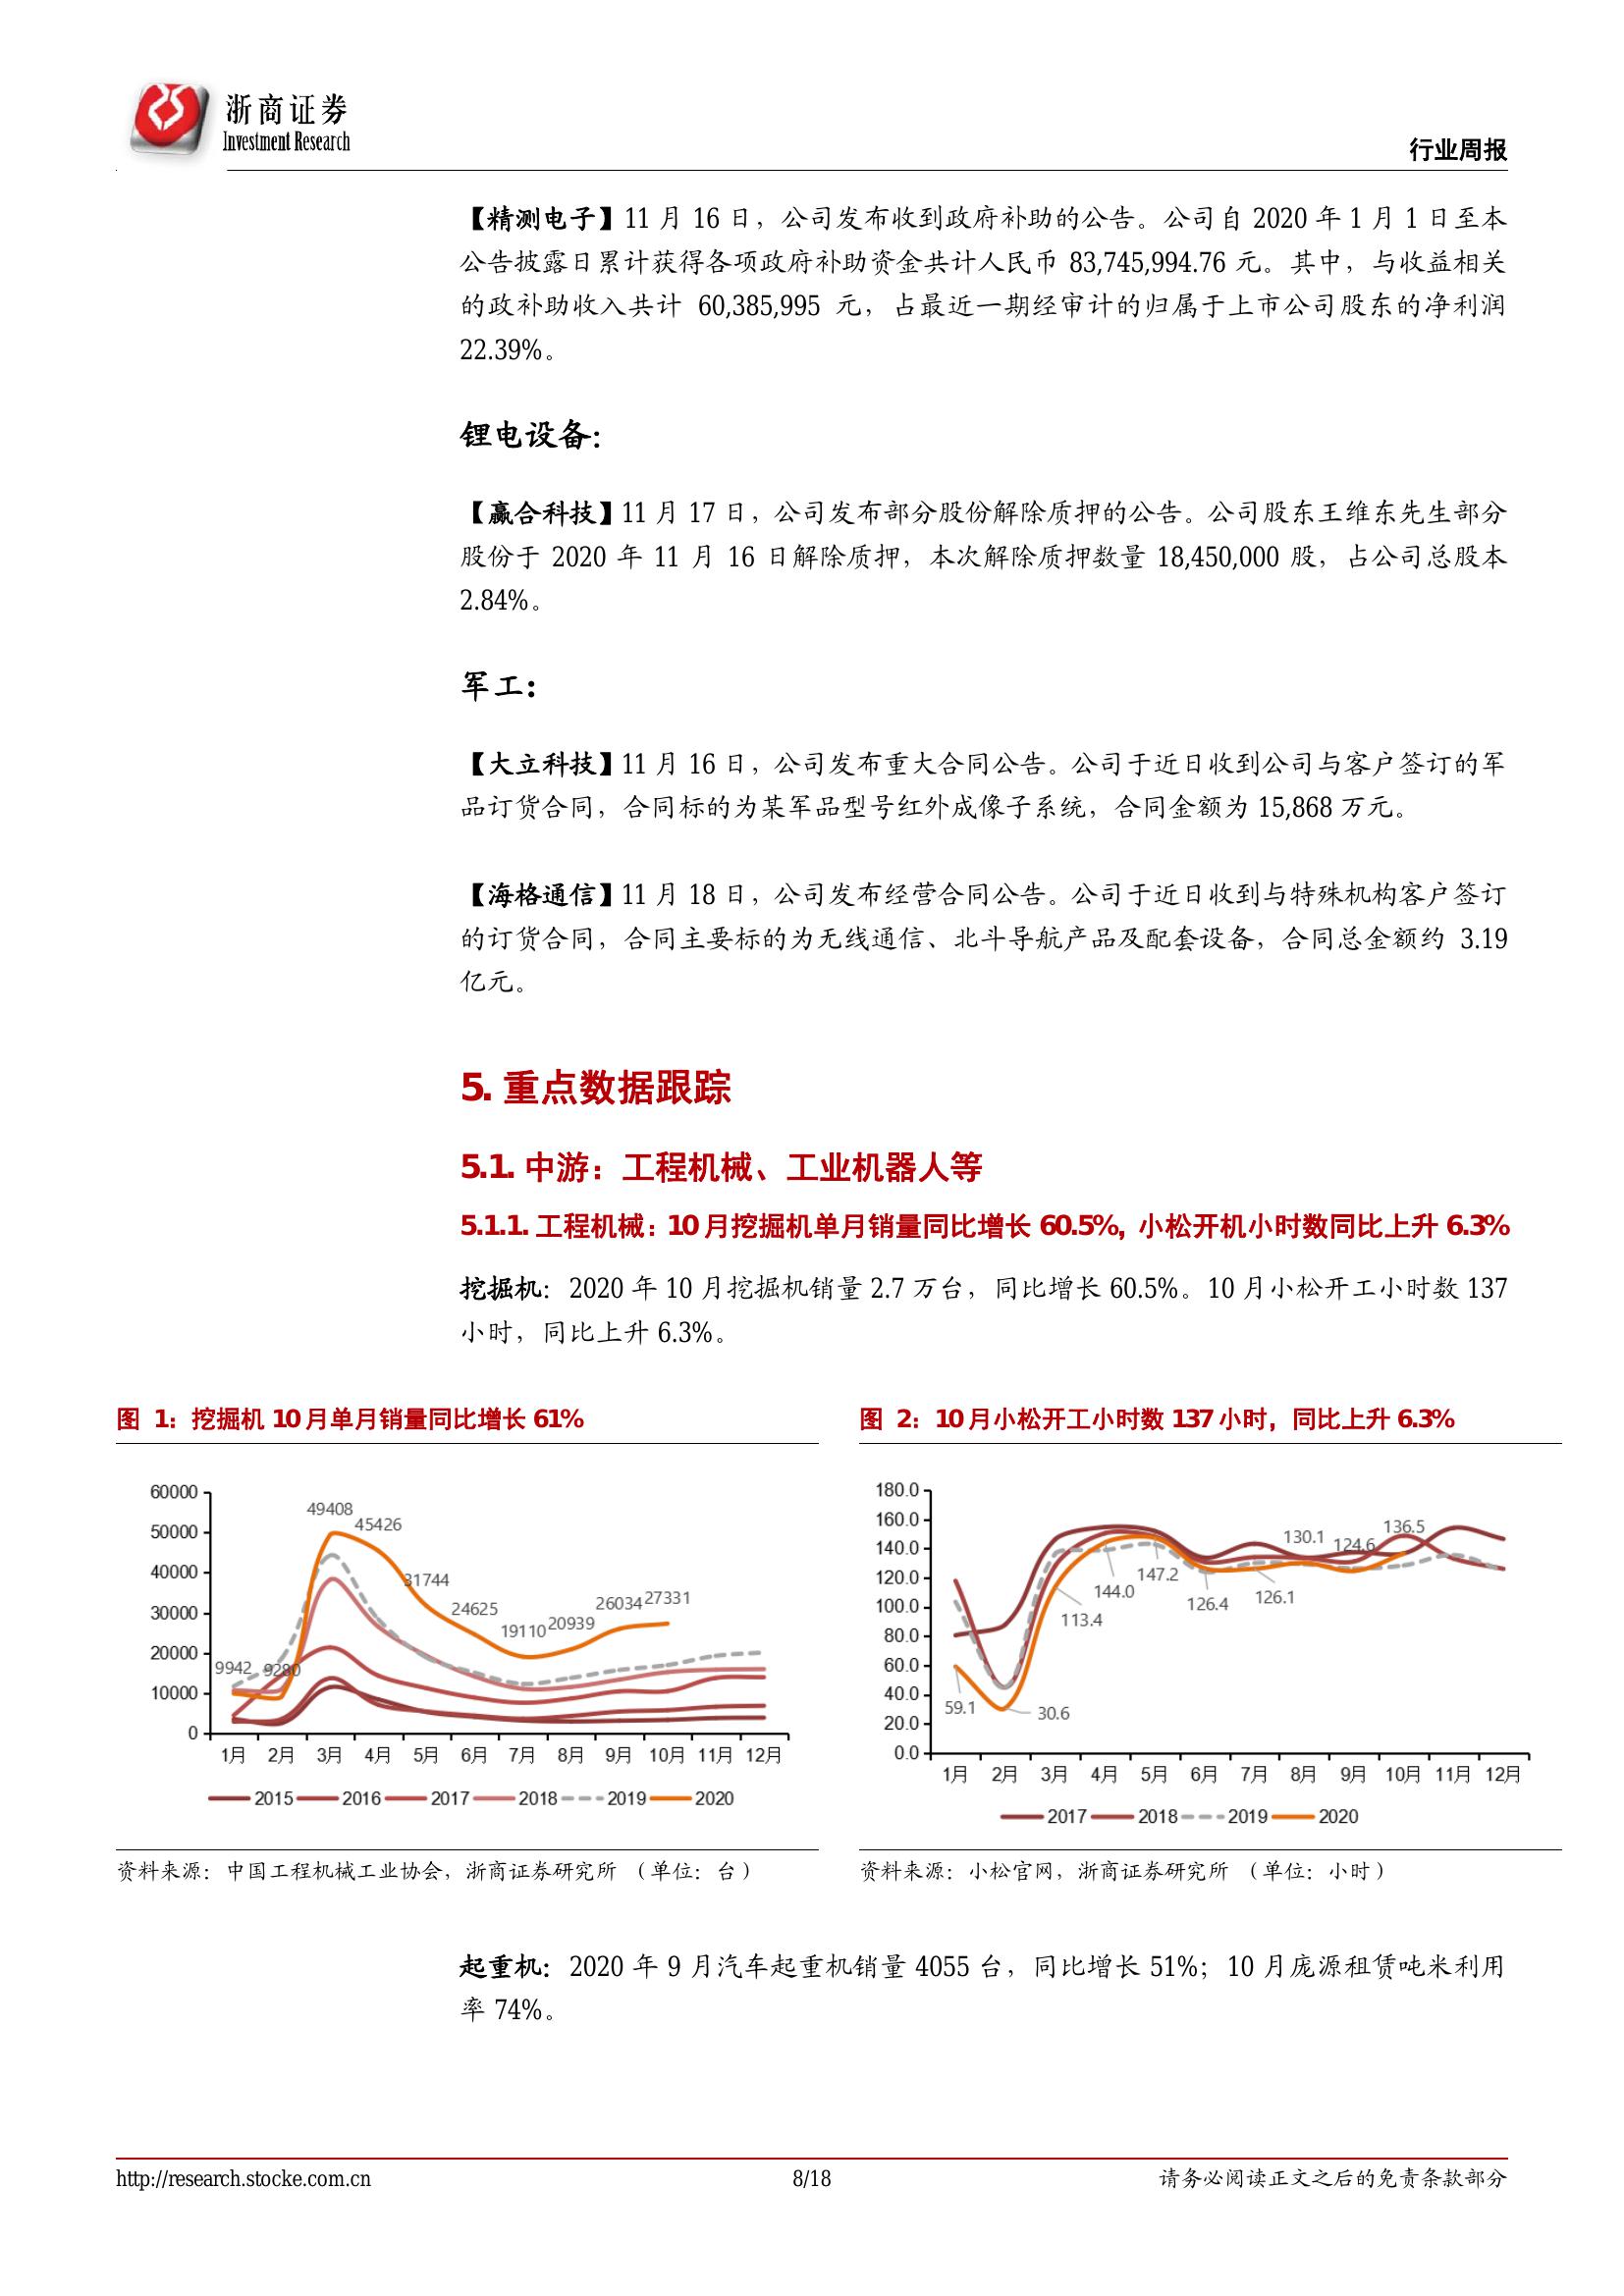 浙商证券
Investment Research
行业周报
【精测电子】11 月 16 日，公司发布收到政府补助的公告。公司自 2020 年 1 月 1 日至本
公告披露日累计获得各项政府补助资金共计人民币 83,745,994.76 元。其中，与收益相关
的政补助收入共计 60,385,995 元，占最近一期经审计的归属于上市公司股东的净利润
22.39%。
锂电设备：
【赢合科技】11 月 17 日，公司发布部分股份解除质押的公告。公司股东王维东先生部分
股份于 2020 年 11 月 16 日解除质押，本次解除质押数量 18,450,000 股，占公司总股本
2.84%。
军工：
【大立科技】11 月 16 日，公司发布重大合同公告。公司于近日收到公司与客户签订的军
品订货合同，合同标的为某军品型号红外成像子系统，合同金额为 15,868 万元。
【海格通信】11 月 18 日，公司发布经营合同公告。公司于近日收到与特殊机构客户签订
的订货合同，合同主要标的为无线通信、北斗导航产品及配套设备，合同总金额约 3.19
亿元。
5. 重点数据跟踪
5.1. 中游：工程机械、工业机器人等
5.1.1. 工程机械：10 月挖掘机单月销量同比增长 60.5%，小松开机小时数同比上升 6.3%
挖掘机：2020 年 10 月挖掘机销量 2.7 万台，同比增长 60.5%。10 月小松开工小时数 137
小时，同比上升 6.3%。
图 1：挖掘机 10 月单月销量同比增长 61%
60000
50000
40000
30000
20000
10000
0
9942
9280
49408
45426
31744
24625
19110
20939
26034
27331
1月 2月 3月 4月 5月 6月 7月 8月 9月 10月 11月 12月
2015 2016 2017 2018 2019 2020
资料来源：中国工程机械工业协会，浙商证券研究所 （单位：台）
图 2：10 月小松开工小时数 137 小时，同比上升 6.3%
180.0
160.0
140.0
120.0
100.0
80.0
60.0
40.0
20.0
0.0
59.1
30.6
113.4
144.0
147.2
126.4
126.1
130.1
124.6
136.5
1月 2月 3月 4月 5月 6月 7月 8月 9月 10月 11月 12月
2017 2018 2019 2020
资料来源：小松官网，浙商证券研究所 （单位：小时）
起重机：2020 年 9 月汽车起重机销量 4055 台，同比增长 51%；10 月庞源租赁吨米利用
率 74%。
http://research.stocke.com.cn
8/18
请务必阅读正文之后的免责条款部分